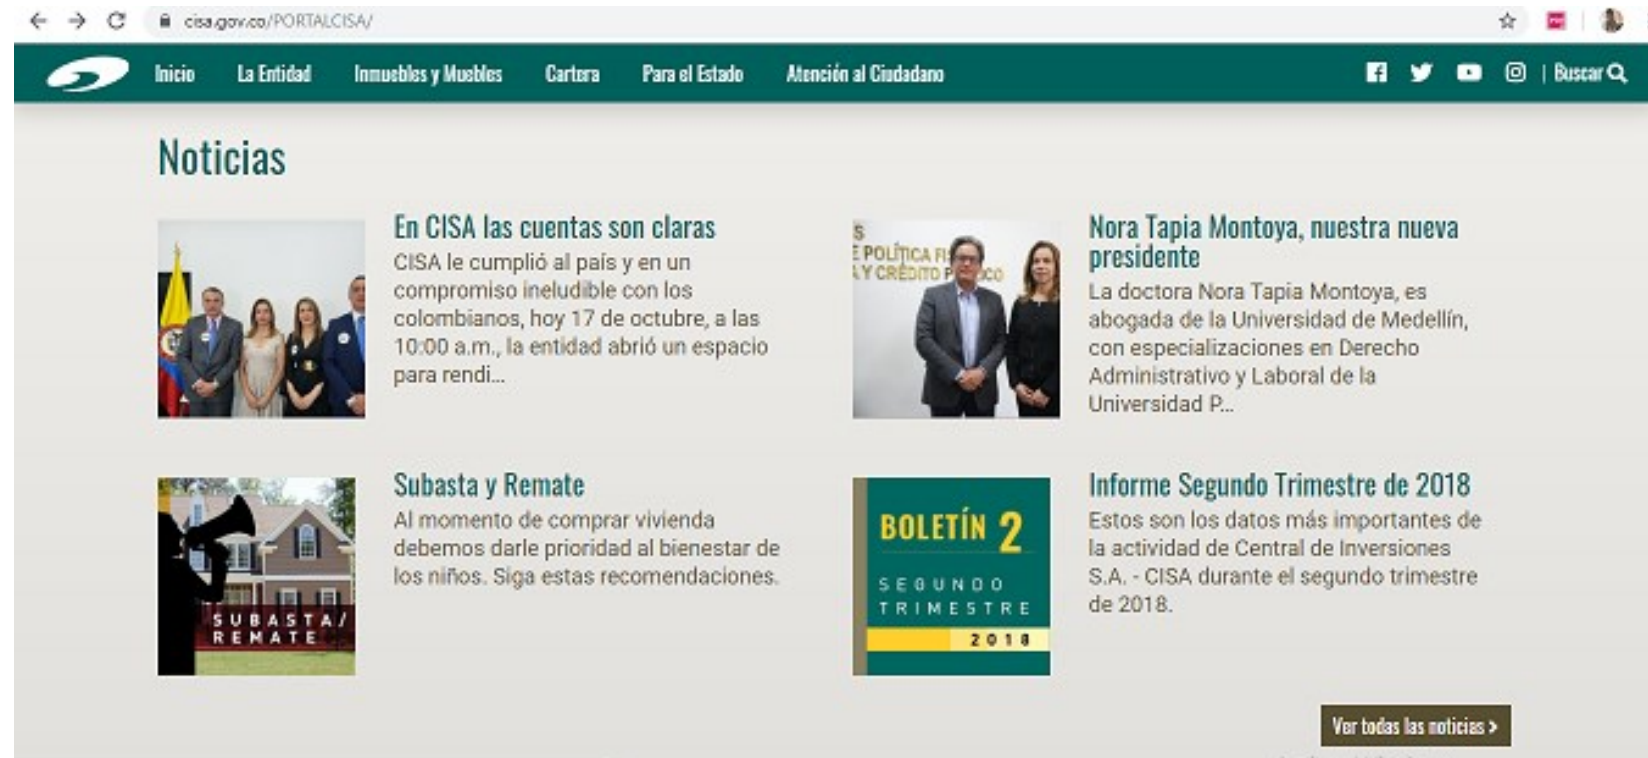 cisa.gov.co/PORTALCISA/
Inicio La Entidad Inmuebles y Muebles Cartera Para el Estado Atención al Ciudadano | Buscar
Noticias
En CISA las cuentas son claras
CISA le cumplió al país y en un
compromiso ineludible con los
colombianos, hoy 17 de octubre, a las
10:00 a.m., la entidad abrió un espacio
para rendi...
S
E POLÍTICA FIS
A Y CRÉDITO P CO
Nora Tapia Montoya, nuestra nueva
presidente
La doctora Nora Tapia Montoya, es
abogada de la Universidad de Medellín,
con especializaciones en Derecho
Administrativo y Laboral de la
Universidad P...
SUBASTA/
REMATE
Subasta y Remate
Al momento de comprar vivienda
debemos darle prioridad al bienestar de
los niños. Siga estas recomendaciones.
BOLETÍN 2
SEGUNDO
TRIMESTRE
2018
Informe Segundo Trimestre de 2018
Estos son los datos más importantes de
la actividad de Central de Inversiones
S.A. - CISA durante el segundo trimestre
de 2018.
Ver todas las noticias >